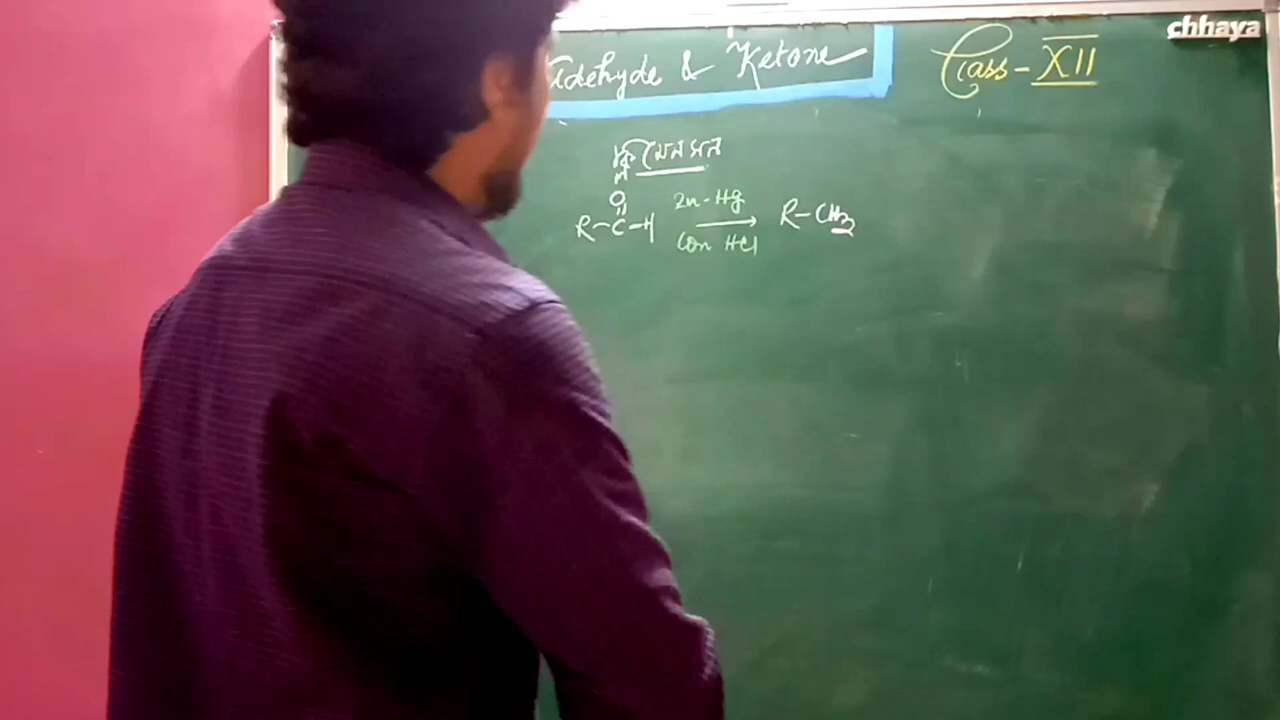 chhaya
Aldehyde & Ketone
Class - XII
ক্লিমেনসন
O
R-C-H Zn-Hg R-CH3
Con HCl